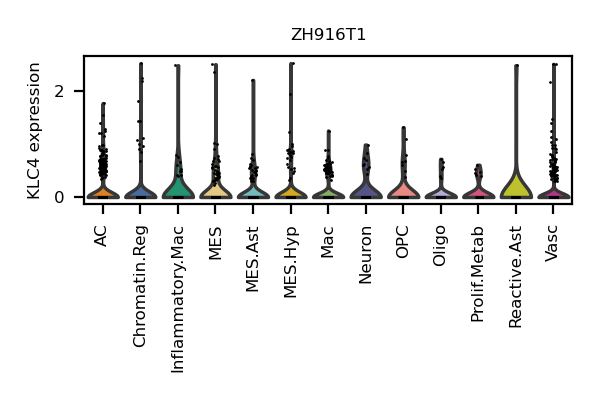 ZH916T1
KLC4 expression
2
0
AC
Chromatin.Reg
Inflammatory.Mac
MES
MES.Ast
MES.Hyp
Mac
Neuron
OPC
Oligo
Prolif.Metab
Reactive.Ast
Vasc